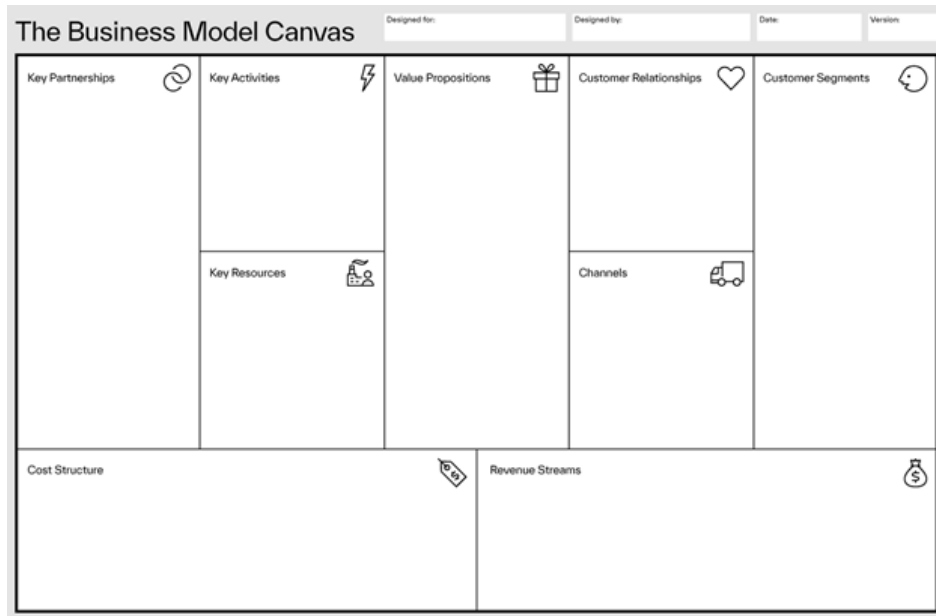 The Business Model Canvas
Designed for:
Designed by:
Date:
Version:
Key Partnerships
Key Activities
Value Propositions
Customer Relationships
Customer Segments
Key Resources
Channels
Cost Structure
Revenue Streams